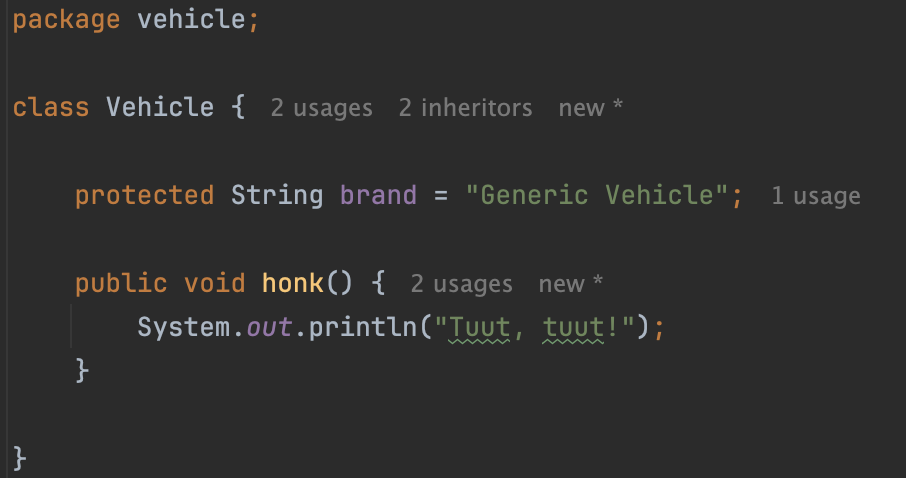 package vehicle;
class Vehicle { 2 usages 2 inheritors new *
protected String brand = "Generic Vehicle"; 1 usage
public void honk() { 2 usages new *
System.out.println("Tuut, tuut!");
}
}